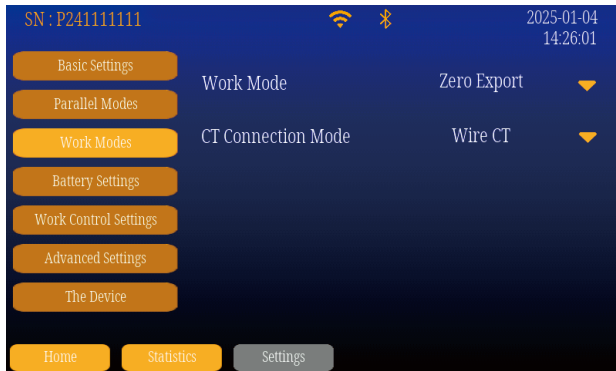 SN : P241111111
2025-01-04
14:26:01
Basic Settings
Parallel Modes
Work Modes
Battery Settings
Work Control Settings
Advanced Settings
The Device
Work Mode Zero Export
CT Connection Mode Wire CT
Home Statistics Settings